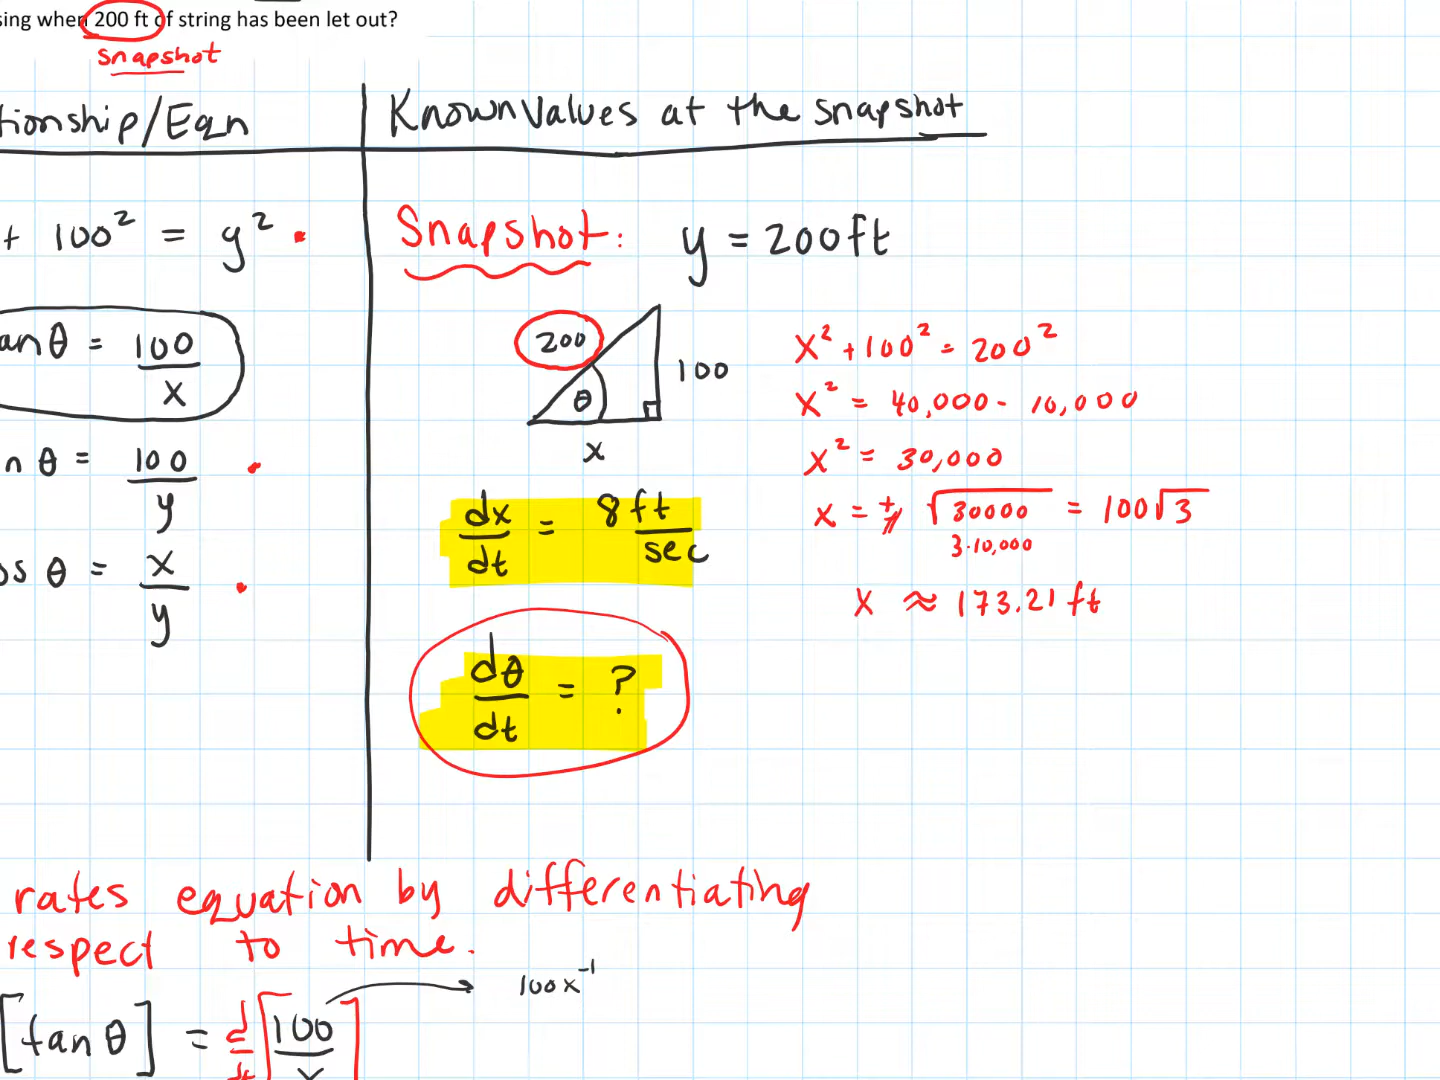 sing when 200 ft of string has been let out?
snapshot
tionship/Eqn
Known Values at the snapshot
+ 100² = y²
Snapshot: y = 200ft
an θ = 100/x
n θ = 100/y
os θ = x/y
200
θ
100
x
dx/dt = 8 ft/sec
dθ/dt = ?
x² + 100² = 200²
x² = 40,000 - 10,000
x² = 30,000
x = ± √30000 = 100√3
3·10,000
x ≈ 173.21 ft
rates equation by differentiating
respect to time.
100x⁻¹
[tan θ] = d/dt [100/x]